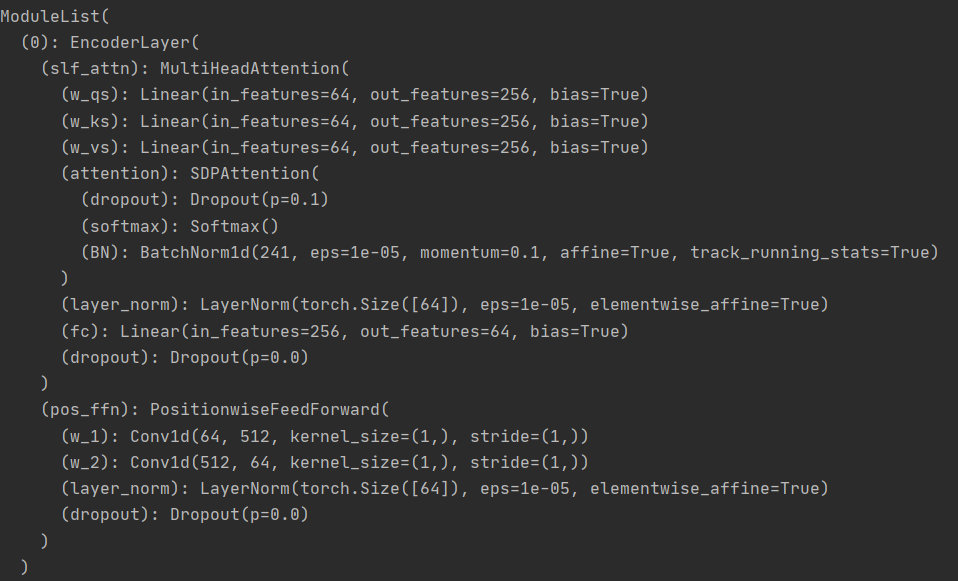 ModuleList(
  (0): EncoderLayer(
    (slf_attn): MultiHeadAttention(
      (w_qs): Linear(in_features=64, out_features=256, bias=True)
      (w_ks): Linear(in_features=64, out_features=256, bias=True)
      (w_vs): Linear(in_features=64, out_features=256, bias=True)
      (attention): SDPAttention(
        (dropout): Dropout(p=0.1)
        (softmax): Softmax()
        (BN): BatchNorm1d(241, eps=1e-05, momentum=0.1, affine=True, track_running_stats=True)
      )
      (layer_norm): LayerNorm(torch.Size([64]), eps=1e-05, elementwise_affine=True)
      (fc): Linear(in_features=256, out_features=64, bias=True)
      (dropout): Dropout(p=0.0)
    )
    (pos_ffn): PositionwiseFeedForward(
      (w_1): Conv1d(64, 512, kernel_size=(1,), stride=(1,))
      (w_2): Conv1d(512, 64, kernel_size=(1,), stride=(1,))
      (layer_norm): LayerNorm(torch.Size([64]), eps=1e-05, elementwise_affine=True)
      (dropout): Dropout(p=0.0)
    )
  )